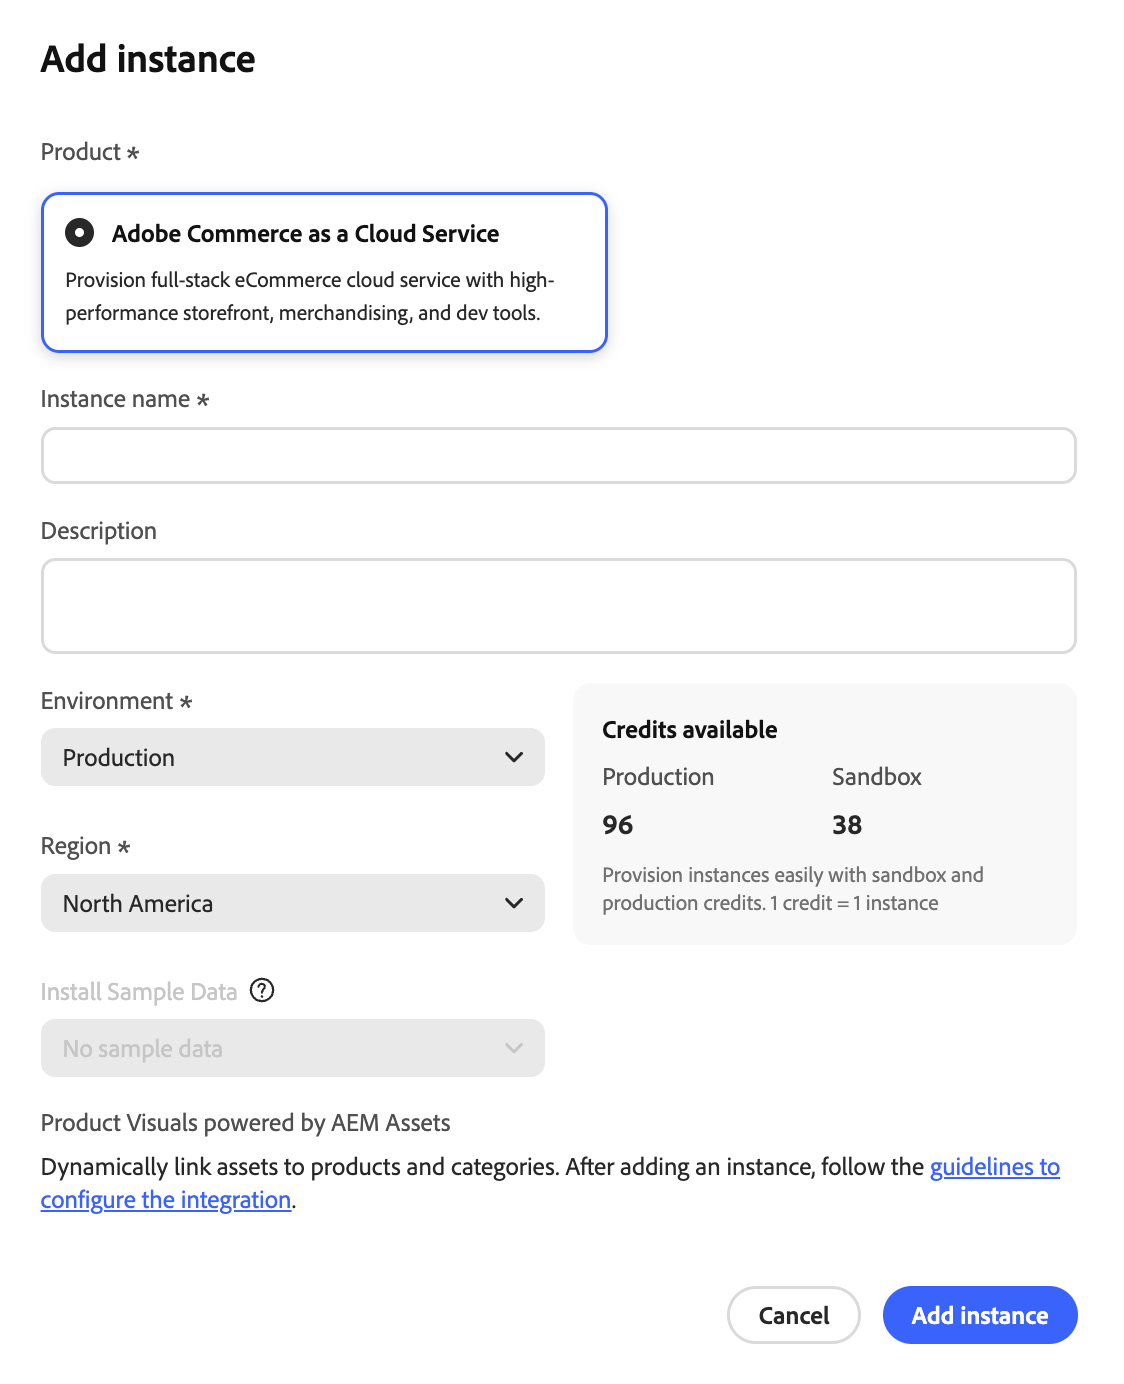 Add instance
Product *
Adobe Commerce as a Cloud Service
Provision full-stack eCommerce cloud service with high-
performance storefront, merchandising, and dev tools.
Instance name *
Description
Environment *
Production
Region *
North America
Credits available
Production Sandbox
96 38
Provision instances easily with sandbox and
production credits. 1 credit = 1 instance
Install Sample Data ?
No sample data
Product Visuals powered by AEM Assets
Dynamically link assets to products and categories. After adding an instance, follow the guidelines to
configure the integration.
Cancel Add instance